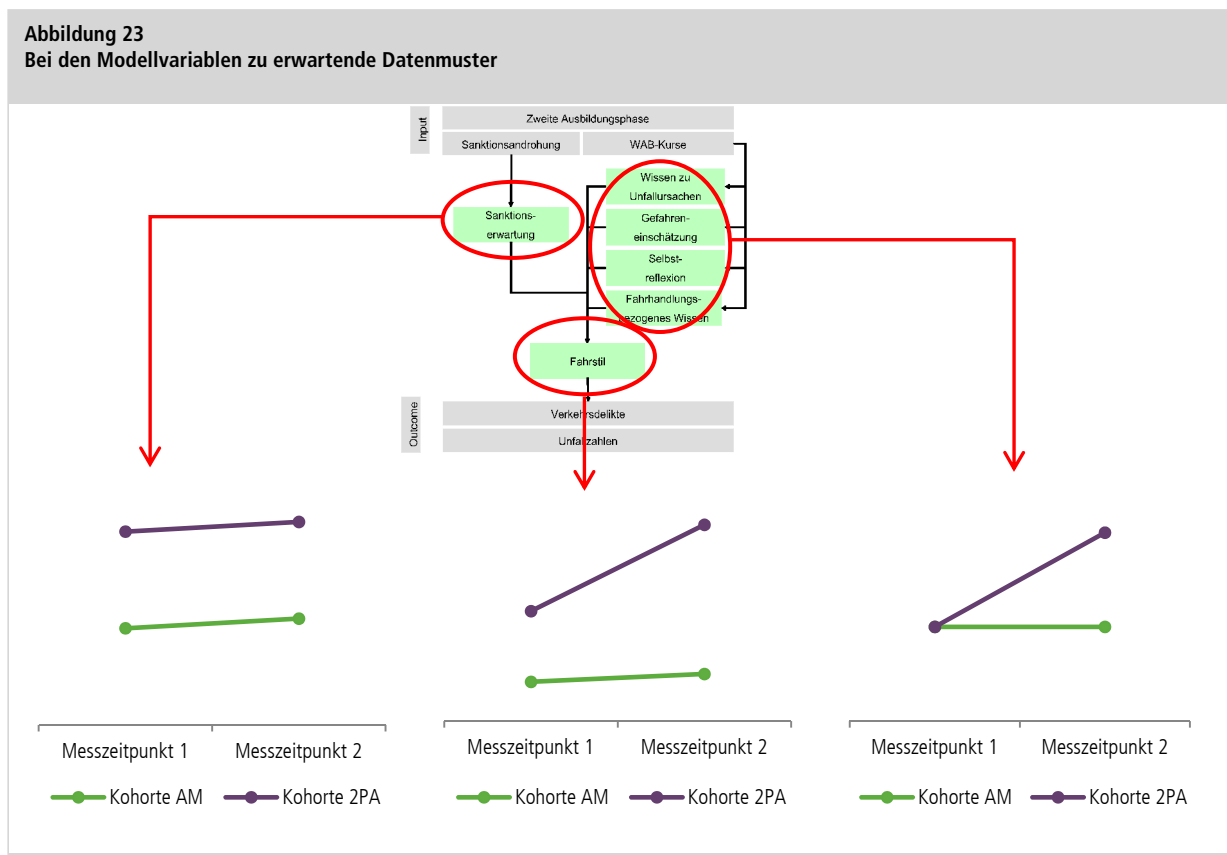 Abbildung 23
Bei den Modellvariablen zu erwartende Datenmuster
Input
Zweite Ausbildungsphase
Sanktionsandrohung
WAB-Kurse
Wissen zu
Unfallursachen
Sanktions-
erwartung
Gefahren-
einschätzung
Selbst-
reflexion
Fahrhandlungs-
bezogenes Wissen
Fahrstil
Outcome
Verkehrsdelikte
Unfallzahlen
Messzeitpunkt 1 Messzeitpunkt 2
Kohorte AM Kohorte 2PA
Messzeitpunkt 1 Messzeitpunkt 2
Kohorte AM Kohorte 2PA
Messzeitpunkt 1 Messzeitpunkt 2
Kohorte AM Kohorte 2PA